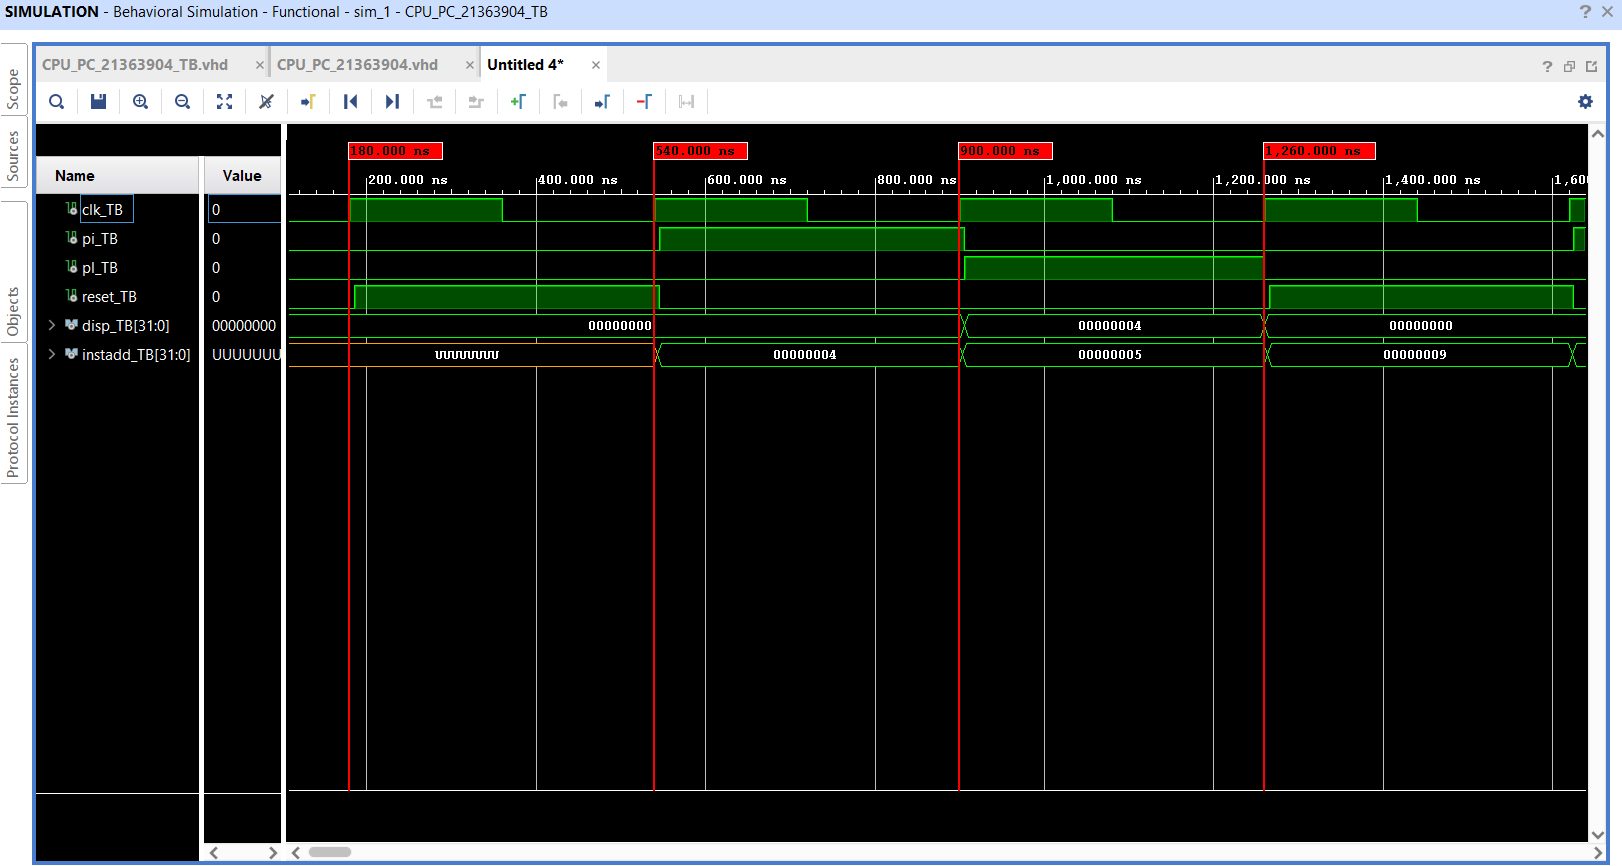 SIMULATION - Behavioral Simulation - Functional - sim_1 - CPU_PC_21363904_TB
? ×
Scope
Sources
Objects
Protocol Instances
CPU_PC_21363904_TB.vhd × CPU_PC_21363904.vhd × Untitled 4* ×
?
180.000 ns 540.000 ns 900.000 ns 1,260.000 ns
Name Value
200.000 ns 400.000 ns 600.000 ns 800.000 ns 1,000.000 ns 1,200.000 ns 1,400.000 ns 1,600
clk_TB 0
pi_TB 0
pl_TB 0
reset_TB 0
disp_TB[31:0] 00000000 00000000 00000004 00000000
instadd_TB[31:0] UUUUUUU UUUUUUUU 00000004 00000005 00000009